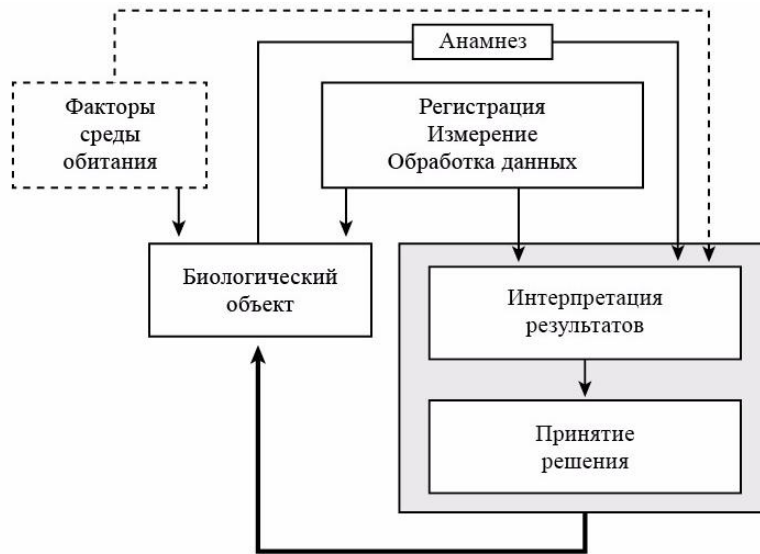 Анамнез
Факторы
среды
обитания
Регистрация
Измерение
Обработка данных
Биологический
объект
Интерпретация
результатов
Принятие
решения